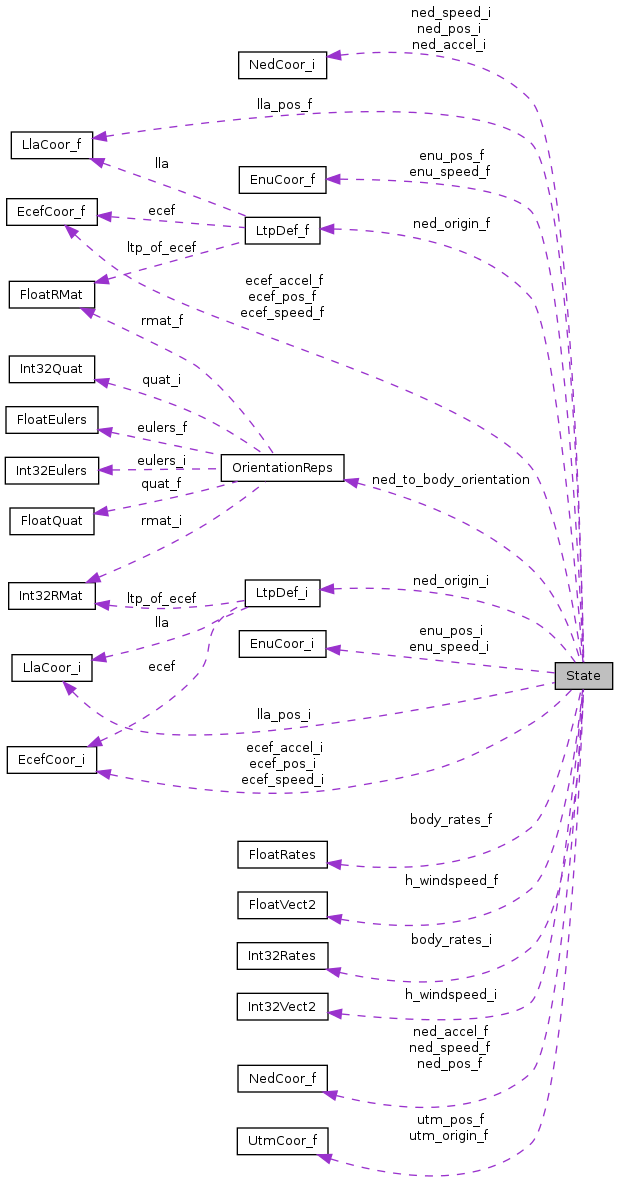 ned_speed_i
ned_pos_i
ned_accel_i
NedCoor_i
lla_pos_f
LlaCoor_f
lla
enu_pos_f
enu_speed_f
EnuCoor_f
EcefCoor_f
ecef
LtpDef_f
ned_origin_f
ltp_of_ecef
ecef_accel_f
ecef_pos_f
ecef_speed_f
FloatRMat
rmat_f
Int32Quat
quat_i
FloatEulers
eulers_f
Int32Eulers
eulers_i
OrientationReps
ned_to_body_orientation
quat_f
FloatQuat
rmat_i
Int32RMat
ltp_of_ecef
LtpDef_i
ned_origin_i
lla
EnuCoor_i
enu_pos_i
enu_speed_i
LlaCoor_i
ecef
State
lla_pos_i
EcefCoor_i
ecef_accel_i
ecef_pos_i
ecef_speed_i
body_rates_f
FloatRates
h_windspeed_f
FloatVect2
body_rates_i
Int32Rates
h_windspeed_i
Int32Vect2
ned_accel_f
ned_speed_f
ned_pos_f
NedCoor_f
utm_pos_f
utm_origin_f
UtmCoor_f